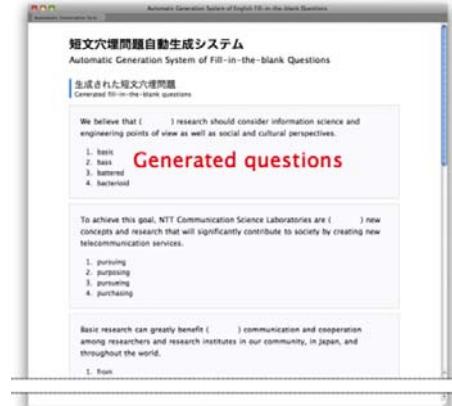 Automatic Generation System of English Fill-in-the-blank Questions
短文穴埋問題自動生成システム
Automatic Generation System of Fill-in-the-blank Questions
生成された短文穴埋問題
Generated fill-in-the-blank questions
We believe that (        ) research should consider information science and
engineering points of view as well as social and cultural perspectives.
1. basic
2. bass
3. battered
4. bacterioid
Generated questions
To achieve this goal, NTT Communication Science Laboratories are (        ) new
concepts and research that will significantly contribute to society by creating new
telecommunication services.
1. pursuing
2. purposing
3. pursueing
4. purchasing
Basic research can greatly benefit (        ) communication and cooperation
among researchers and research institutes in our community, in Japan, and
throughout the world.
1. from